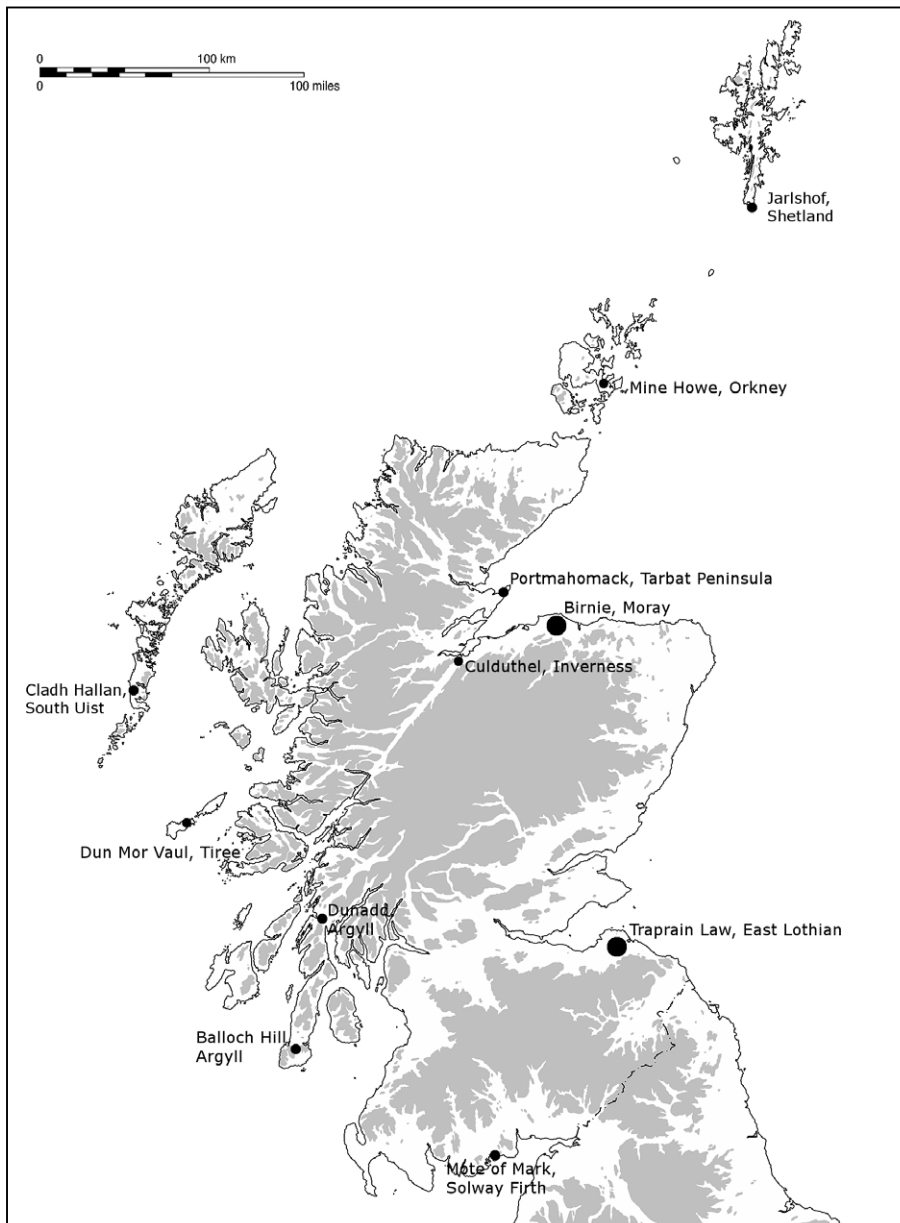 0 100 km
0 100 miles
Jarlshof,
Shetland
Mine Howe, Orkney
Portmahomack, Tarbat Peninsula
Birnie, Moray
Culduthel, Inverness
Cladh Hallan,
South Uist
Dun Mor Vaul, Tiree
Dunadd,
Argyll
Traprain Law, East Lothian
Balloch Hill,
Argyll
Mote of Mark,
Solway Firth